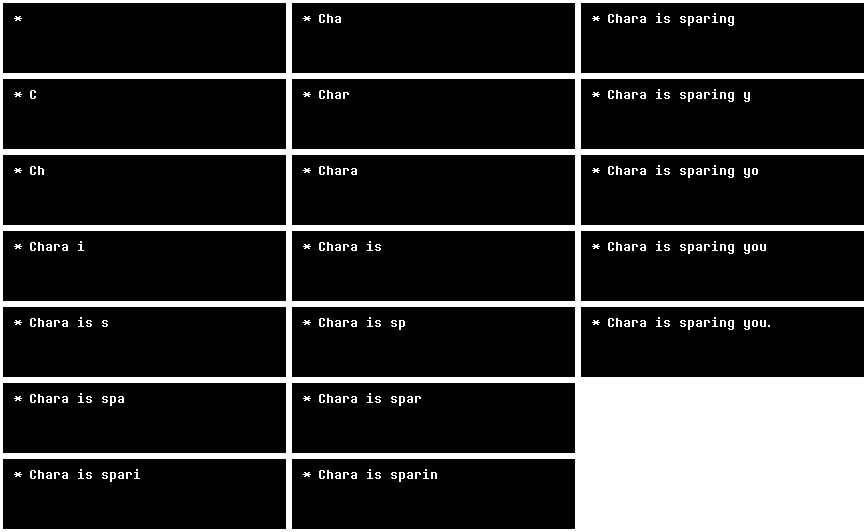 *
* C
* Ch
* Chara i
* Chara is s
* Chara is spa
* Chara is spari
* Cha
* Char
* Chara
* Chara is
* Chara is sp
* Chara is spar
* Chara is sparin
* Chara is sparing
* Chara is sparing y
* Chara is sparing yo
* Chara is sparing you
* Chara is sparing you.